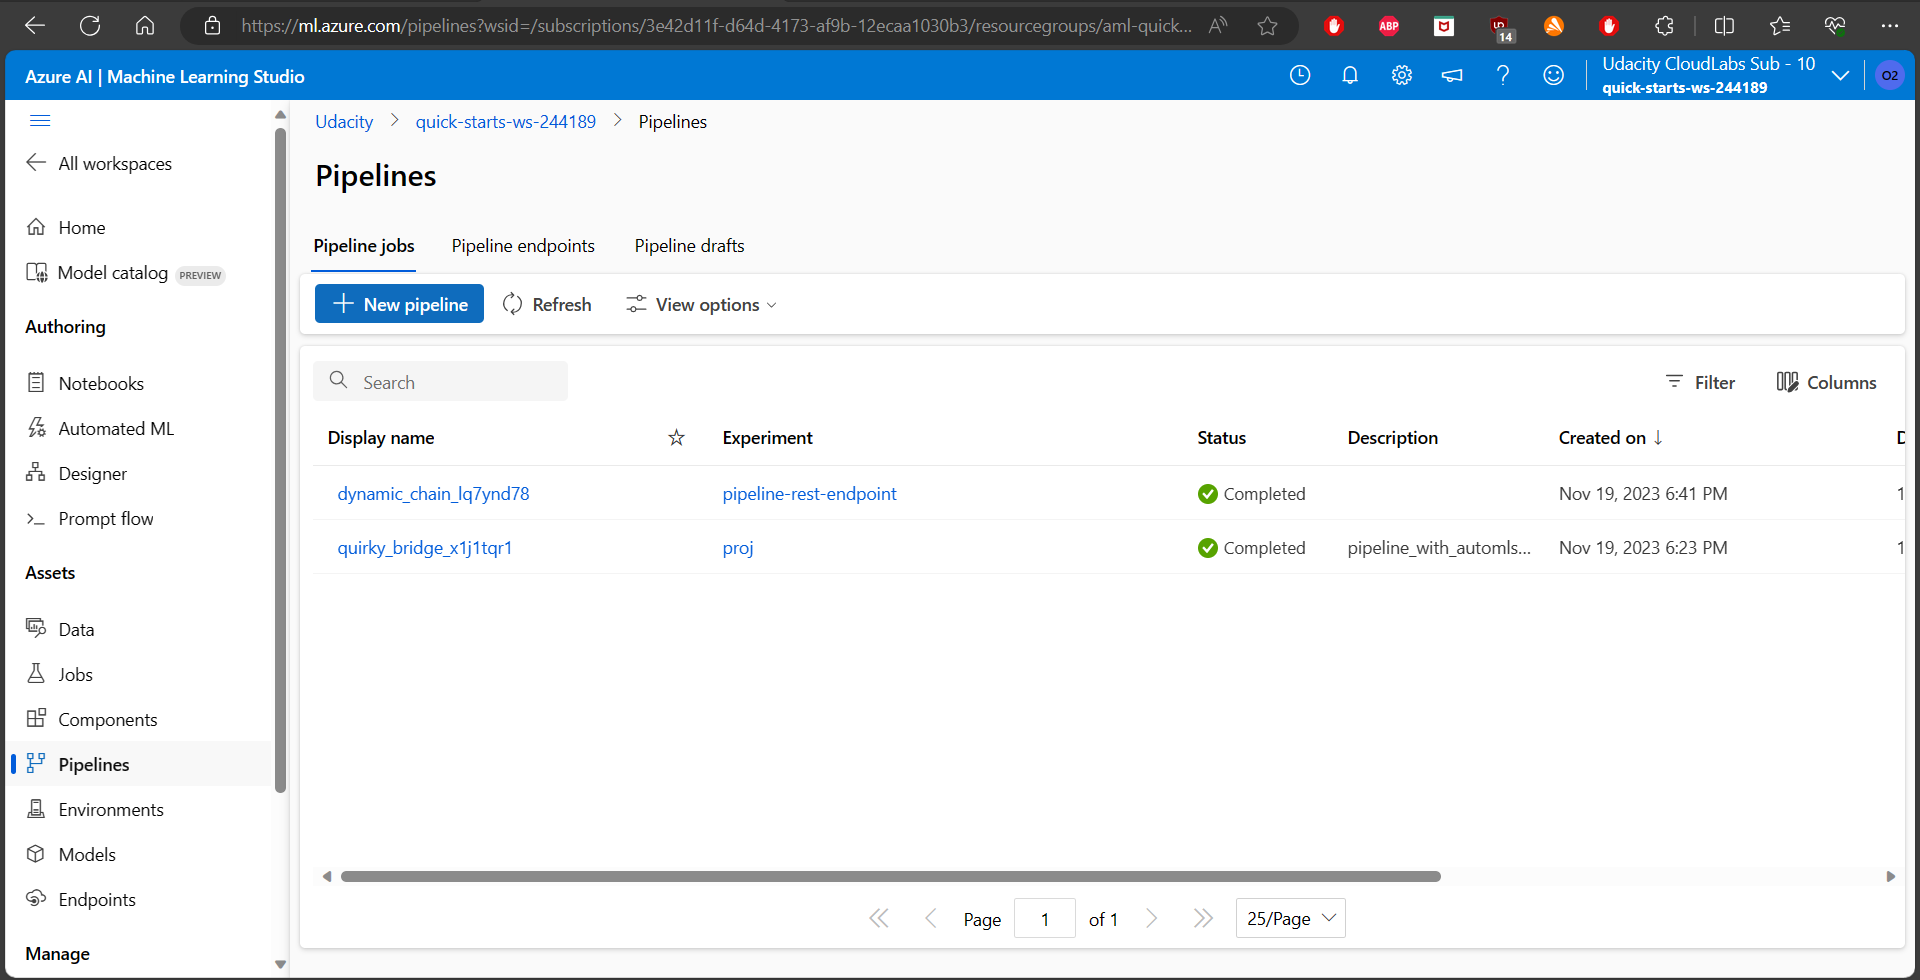 https://ml.azure.com/pipelines?wsid=/subscriptions/3e42d11f-d64d-4173-af9b-12ecaa1030b3/resourcegroups/aml-quick...
ABP
14
Azure AI | Machine Learning Studio
Udacity CloudLabs Sub - 10
quick-starts-ws-244189
O2
All workspaces
Home
Model catalog PREVIEW
Authoring
Notebooks
Automated ML
Designer
Prompt flow
Assets
Data
Jobs
Components
Pipelines
Environments
Models
Endpoints
Manage
Udacity > quick-starts-ws-244189 > Pipelines
Pipelines
Pipeline jobs Pipeline endpoints Pipeline drafts
New pipeline Refresh View options
Search Filter Columns
Display name Experiment Status Description Created on
dynamic_chain_lq7ynd78 pipeline-rest-endpoint Completed Nov 19, 2023 6:41 PM 1
quirky_bridge_x1j1tqr1 proj Completed pipeline_with_automls... Nov 19, 2023 6:23 PM 1
Page 1 of 1 25/Page